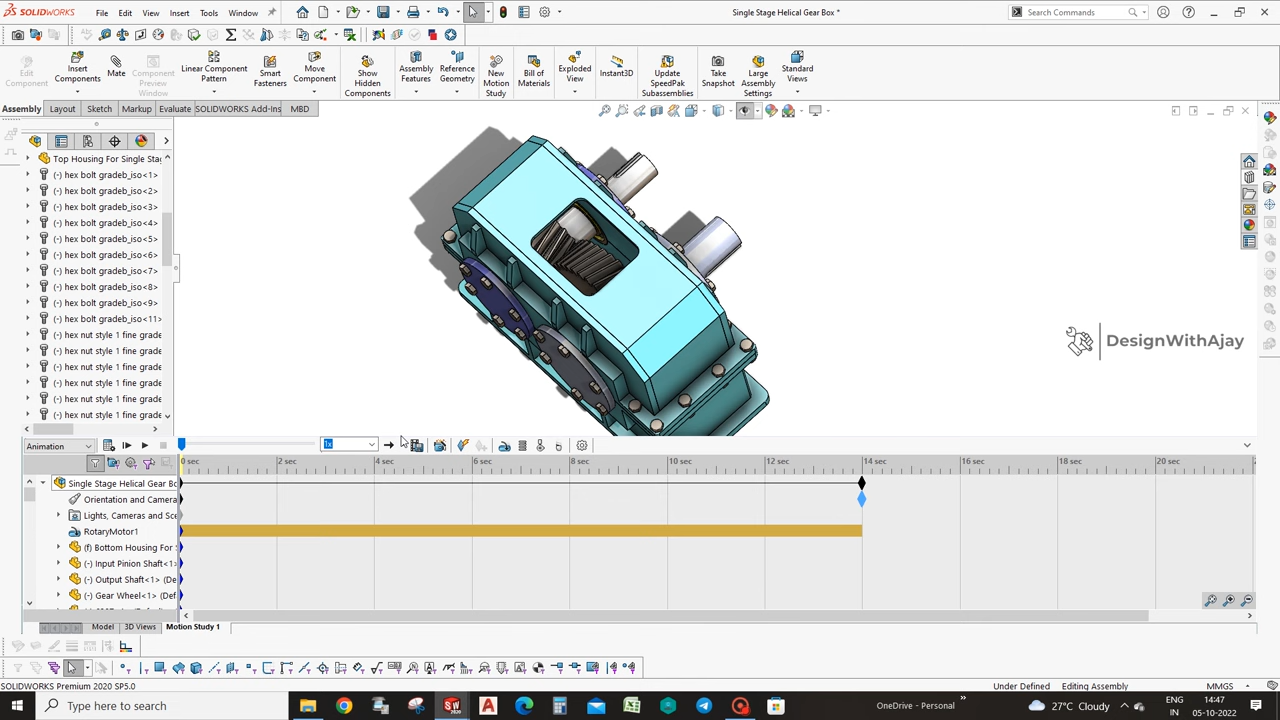 SOLIDWORKS
File Edit View Insert Tools Window
Single Stage Helical Gear Box *
Search Commands
Edit Component
Insert Components
Mate
Component Preview Window
Linear Component Pattern
Smart Fasteners
Move Component
Show Hidden Components
Assembly Features
Reference Geometry
New Motion Study
Bill of Materials
Exploded View
Instant3D
Update SpeedPak Subassemblies
Take Snapshot
Large Assembly Settings
Standard Views
Assembly Layout Sketch Markup Evaluate SOLIDWORKS Add-Ins MBD
Top Housing For Single Stag
(-) hex bolt gradeb_iso<1>
(-) hex bolt gradeb_iso<2>
(-) hex bolt gradeb_iso<3>
(-) hex bolt gradeb_iso<4>
(-) hex bolt gradeb_iso<5>
(-) hex bolt gradeb_iso<6>
(-) hex bolt gradeb_iso<7>
(-) hex bolt gradeb_iso<8>
(-) hex bolt gradeb_iso<9>
(-) hex bolt gradeb_iso<11>
(-) hex nut style 1 fine grade
(-) hex nut style 1 fine grade
(-) hex nut style 1 fine grade
(-) hex nut style 1 fine grade
(-) hex nut style 1 fine grade
(-) hex nut style 1 fine grade
DesignWithAjay
Animation
1x
0 sec 2 sec 4 sec 6 sec 8 sec 10 sec 12 sec 14 sec 16 sec 18 sec 20 sec
Single Stage Helical Gear Bo
Orientation and Camera
Lights, Cameras and Sce
RotaryMotor1
(f) Bottom Housing For S
(-) Input Pinion Shaft<1>
(-) Output Shaft<1> (De
(-) Gear Wheel<1> (Def
Model 3D Views Motion Study 1
SOLIDWORKS Premium 2020 SP5.0
Under Defined Editing Assembly MMGS
Type here to search
OneDrive - Personal
27°C Cloudy
ENG
IN
14:47
05-10-2022